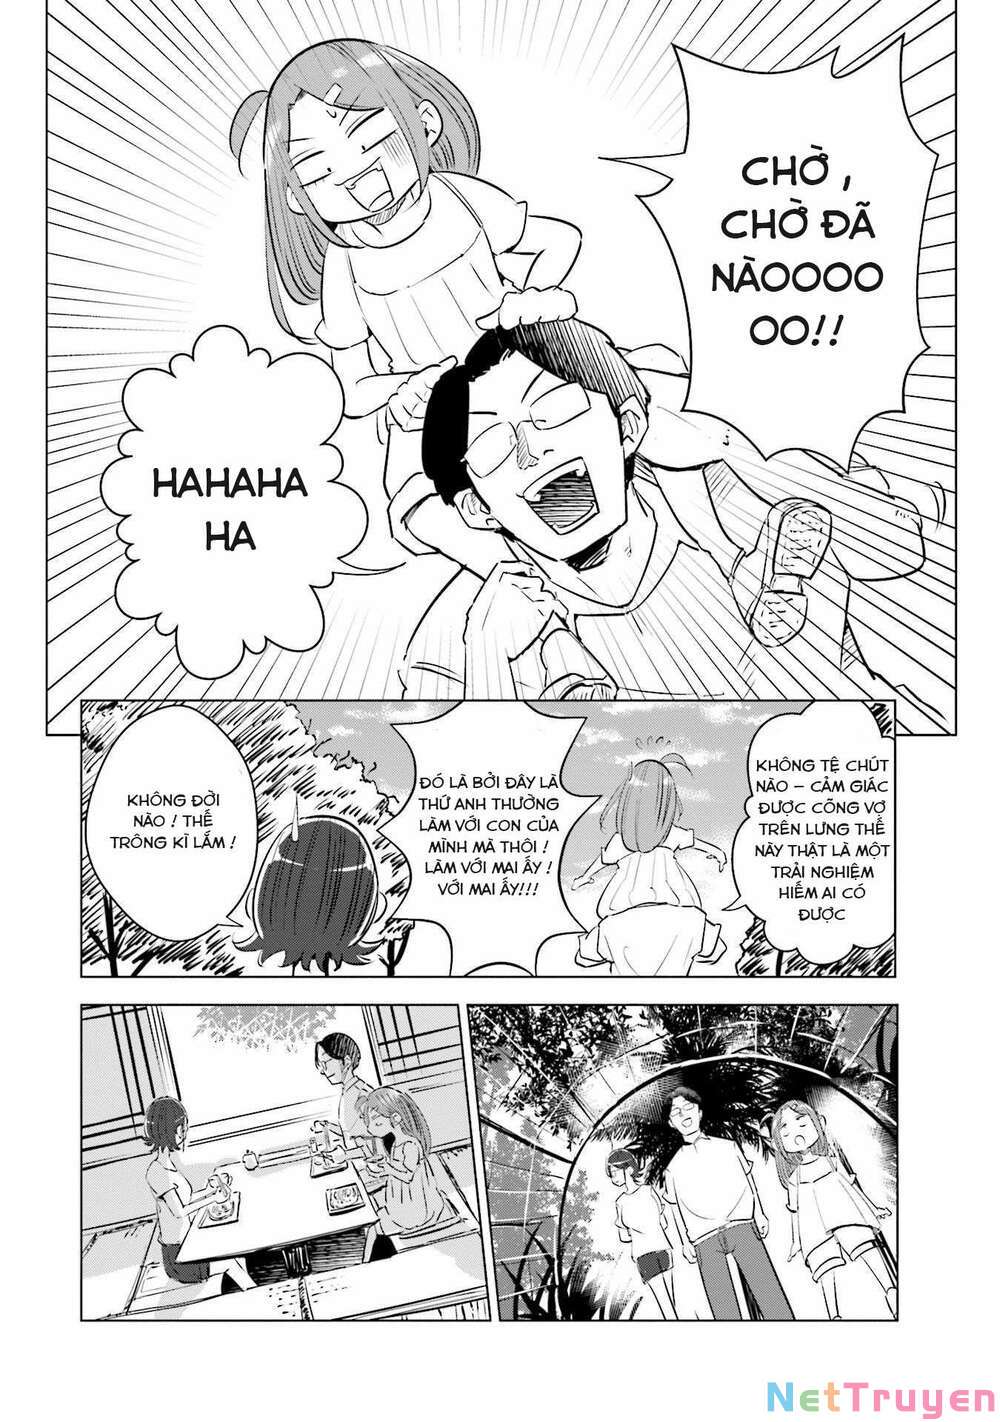 CHỜ ,
CHỜ ĐÃ
NÀOOOO
OO!!
HAHAHA
HA
KHÔNG TỆ CHÚT
NÀO – CẢM GIÁC
ĐƯỢC CÕNG VỢ
TRÊN LƯNG THẾ
NÀY THẬT LÀ MỘT
TRẢI NGHIỆM
HIẾM AI CÓ
ĐƯỢC
ĐÓ LÀ BỞI ĐÂY LÀ
THỨ ANH THƯỜNG
LÀM VỚI CON CỦA
MÌNH MÀ THÔI !
LÀM VỚI MAI ẤY !
VỚI MAI ẤY!!!
KHÔNG ĐỜI
NÀO ! THẾ
TRÔNG KÌ LẮM !
NetTruyen